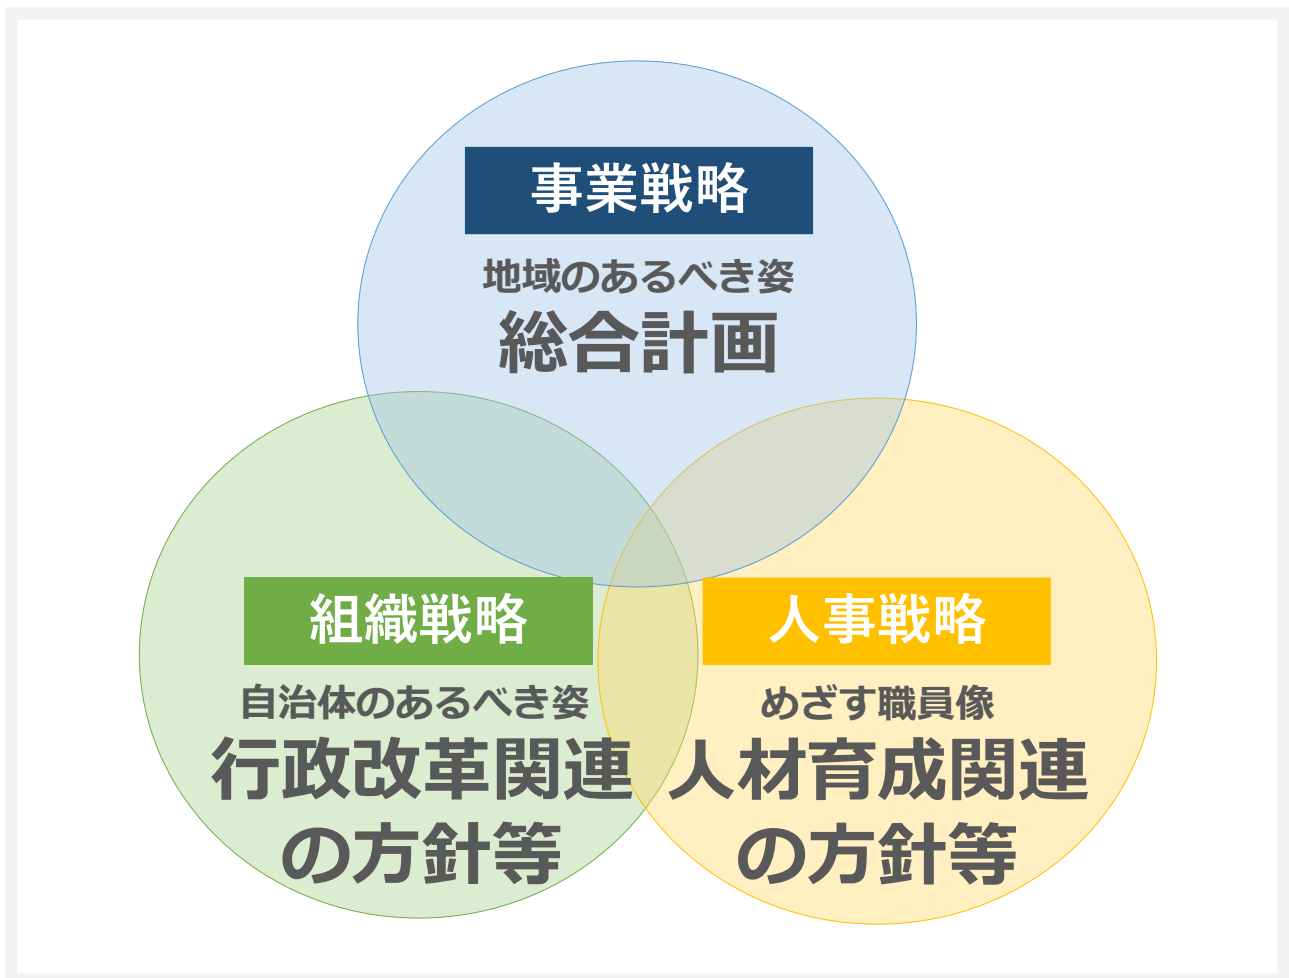 事業戦略
地域のあるべき姿
総合計画
組織戦略
自治体のあるべき姿
行政改革関連
の方針等
人事戦略
めざす職員像
人材育成関連
の方針等